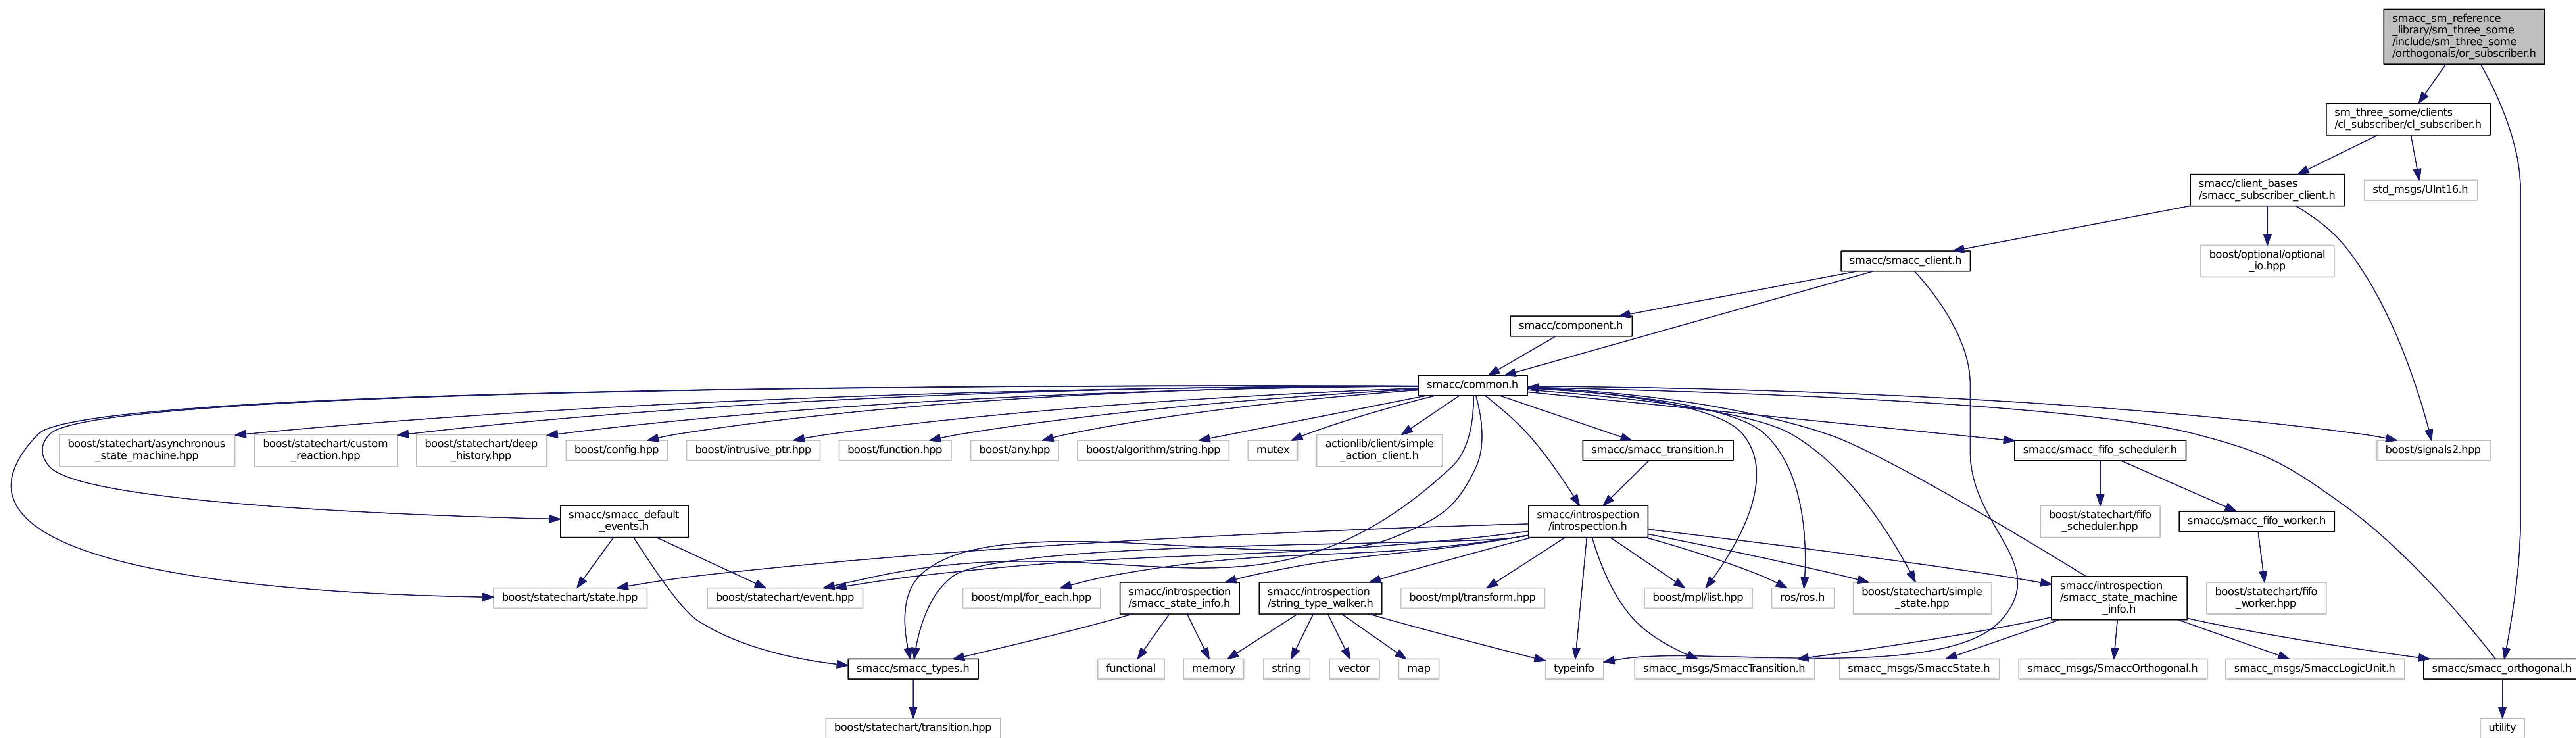 smacc_sm_reference
_library/sm_three_some
/include/sm_three_some
/orthogonals/or_subscriber.h
sm_three_some/clients
/cl_subscriber/cl_subscriber.h
smacc/client_bases
/smacc_subscriber_client.h
std_msgs/UInt16.h
smacc/smacc_client.h
boost/optional/optional
_io.hpp
smacc/component.h
smacc/common.h
boost/statechart/asynchronous
_state_machine.hpp
boost/statechart/custom
_reaction.hpp
boost/statechart/deep
_history.hpp
boost/config.hpp
boost/intrusive_ptr.hpp
boost/function.hpp
boost/any.hpp
boost/algorithm/string.hpp
mutex
actionlib/client/simple
_action_client.h
smacc/smacc_transition.h
smacc/smacc_fifo_scheduler.h
boost/signals2.hpp
smacc/smacc_default
_events.h
smacc/introspection
/introspection.h
boost/statechart/fifo
_scheduler.hpp
smacc/smacc_fifo_worker.h
boost/statechart/state.hpp
boost/statechart/event.hpp
boost/mpl/for_each.hpp
smacc/introspection
/smacc_state_info.h
smacc/introspection
/string_type_walker.h
boost/mpl/transform.hpp
boost/mpl/list.hpp
ros/ros.h
boost/statechart/simple
_state.hpp
smacc/introspection
/smacc_state_machine
_info.h
boost/statechart/fifo
_worker.hpp
smacc/smacc_types.h
functional
memory
string
vector
map
typeinfo
smacc_msgs/SmaccTransition.h
smacc_msgs/SmaccState.h
smacc_msgs/SmaccOrthogonal.h
smacc_msgs/SmaccLogicUnit.h
smacc/smacc_orthogonal.h
boost/statechart/transition.hpp
utility